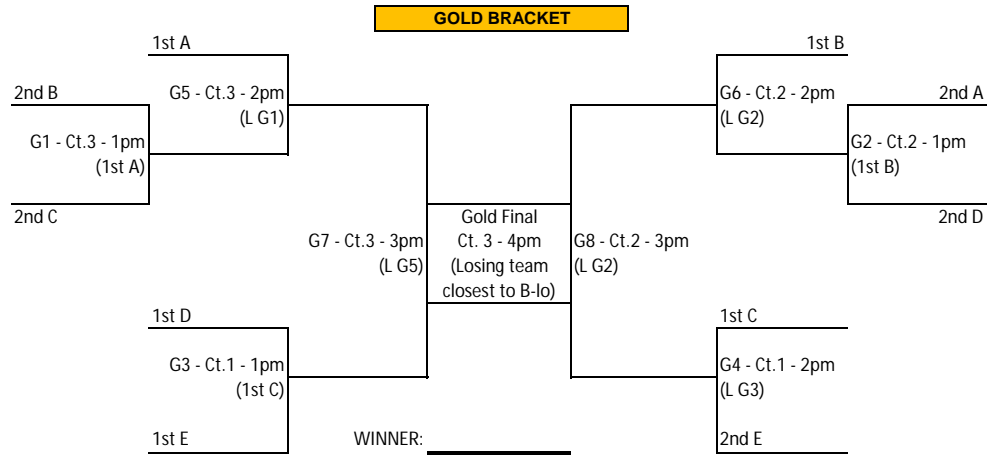 GOLD BRACKET
1st A
1st B
2nd B
G5 - Ct.3 - 2pm
(L G1)
G6 - Ct.2 - 2pm
(L G2)
2nd A
G1 - Ct.3 - 1pm
(1st A)
G2 - Ct.2 - 1pm
(1st B)
2nd C
2nd D
Gold Final
Ct. 3 - 4pm
(Losing team
closest to B-lo)
G7 - Ct.3 - 3pm
(L G5)
G8 - Ct.2 - 3pm
(L G2)
1st D
1st C
G3 - Ct.1 - 1pm
(1st C)
G4 - Ct.1 - 2pm
(L G3)
1st E
WINNER:
2nd E